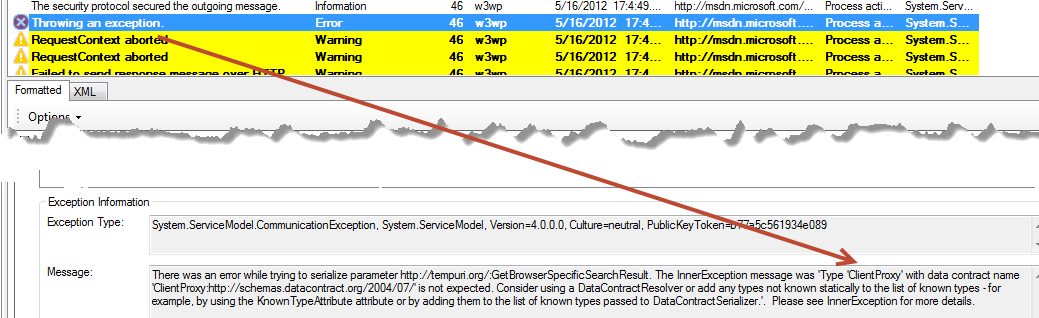 The security protocol secured the outgoing message. Information 46 w3wp 5/16/2012 17:4:49... http://msdn.microsoft.com/... Process acti... System.Serv...
Throwing an exception. Error 46 w3wp 5/16/2012 17:4... http://msdn.microsoft... Process a... System.S...
RequestContext aborted Warning 46 w3wp 5/16/2012 17:4... http://msdn.microsoft.... Process a... System.S...
RequestContext aborted Warning 46 w3wp 5/16/2012 17:4... http://msdn.microsoft.... Process a... System.S...
Failed to send response message over HTTP Warning 46 w3wp 5/16/2012 17:4... http://msdn.microsoft.... Process a... System.S...
Formatted XML
Options
Exception Information
Exception Type: System.ServiceModel.CommunicationException, System.ServiceModel, Version=4.0.0.0, Culture=neutral, PublicKeyToken=b77a5c561934e089
Message: There was an error while trying to serialize parameter http://tempuri.org/:GetBrowserSpecificSearchResult. The InnerException message was 'Type 'ClientProxy' with data contract name
'ClientProxy:http://schemas.datacontract.org/2004/07/' is not expected. Consider using a DataContractResolver or add any types not known statically to the list of known types - for
example, by using the KnownTypeAttribute attribute or by adding them to the list of known types passed to DataContractSerializer.'.  Please see InnerException for more details.